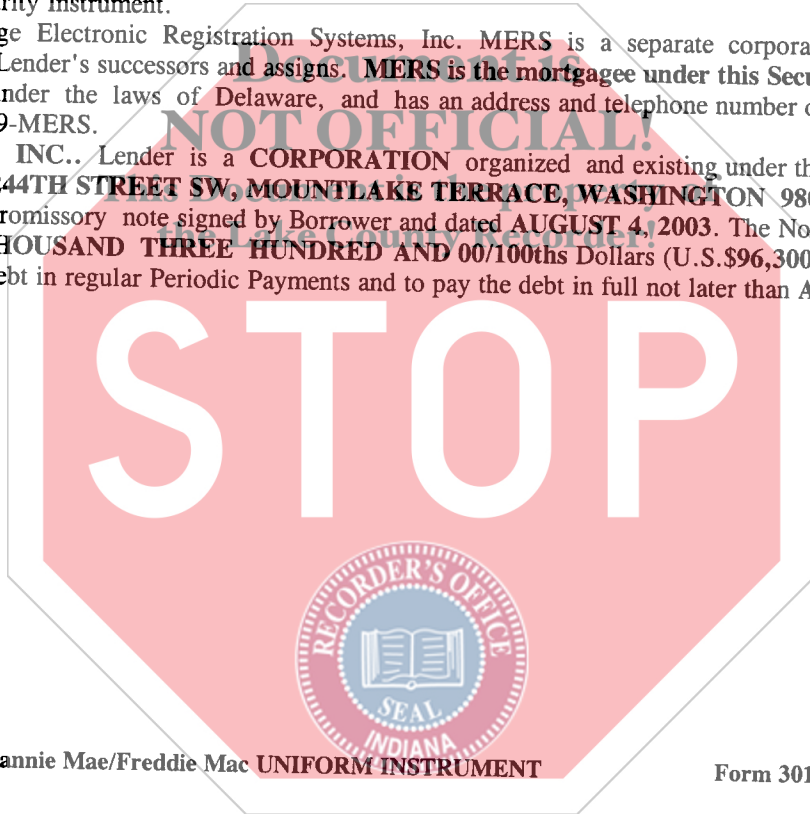 rity Instrument.
ge Electronic Registration Systems, Inc. MERS is a separate corpora
Lender's successors and assigns. MERS is the mortgagee under this Secu
nder the laws of Delaware, and has an address and telephone number o
9-MERS.
INC.. Lender is a CORPORATION organized and existing under th
244TH STREET SW, MOUNTLAKE TERRACE, WASHINGTON 980
romissory note signed by Borrower and dated AUGUST 4, 2003. The No
HOUSAND THREE HUNDRED AND 00/100ths Dollars (U.S.$96,300
ebt in regular Periodic Payments and to pay the debt in full not later than A
Document is
NOT OFFICIAL!
This Document is the property of
the Lake County Recorder!
STOP
RECORDER'S OFFICE
SEAL
INDIANA
annie Mae/Freddie Mac UNIFORM INSTRUMENT
Form 301